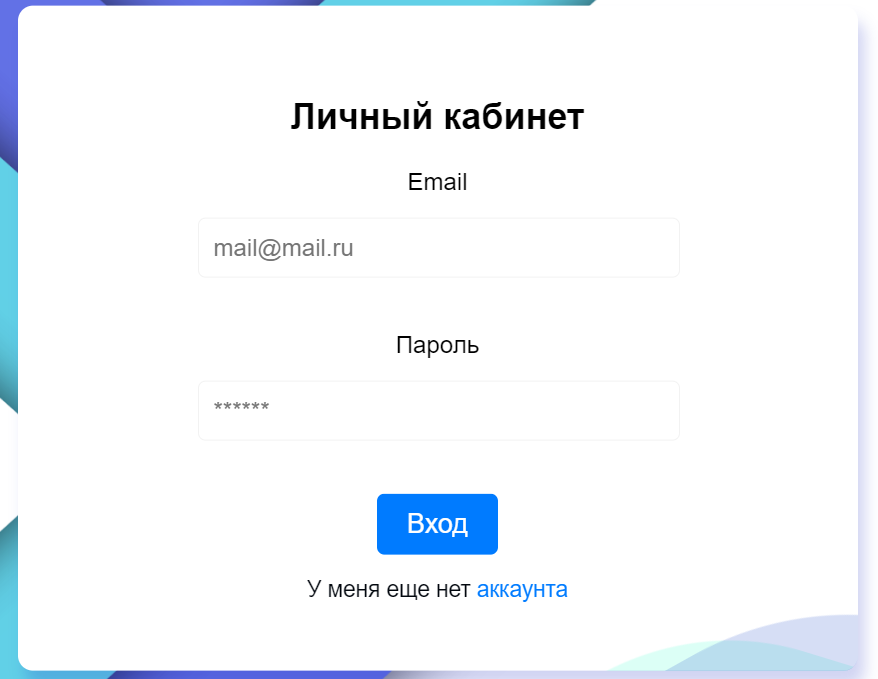 Личный кабинет
Email
mail@mail.ru
Пароль
******
Вход
У меня еще нет аккаунта